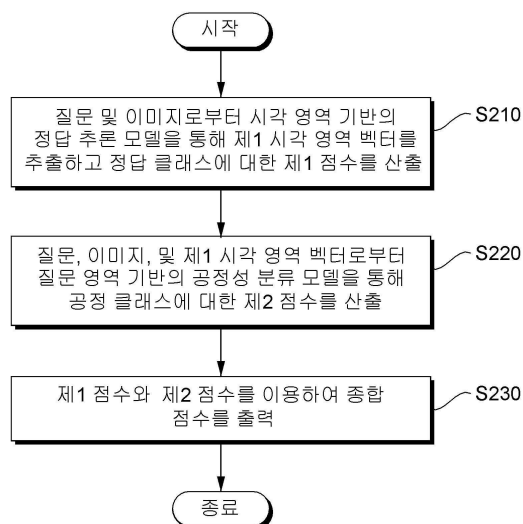 시작
질문 및 이미지로부터 시각 영역 기반의
정답 추론 모델을 통해 제1 시각 영역 벡터를
추출하고 정답 클래스에 대한 제1 점수를 산출
S210
질문, 이미지, 및 제1 시각 영역 벡터로부터
질문 영역 기반의 공정성 분류 모델을 통해
공정 클래스에 대한 제2 점수를 산출
S220
제1 점수와 제2 점수를 이용하여 종합
점수를 출력
S230
종료